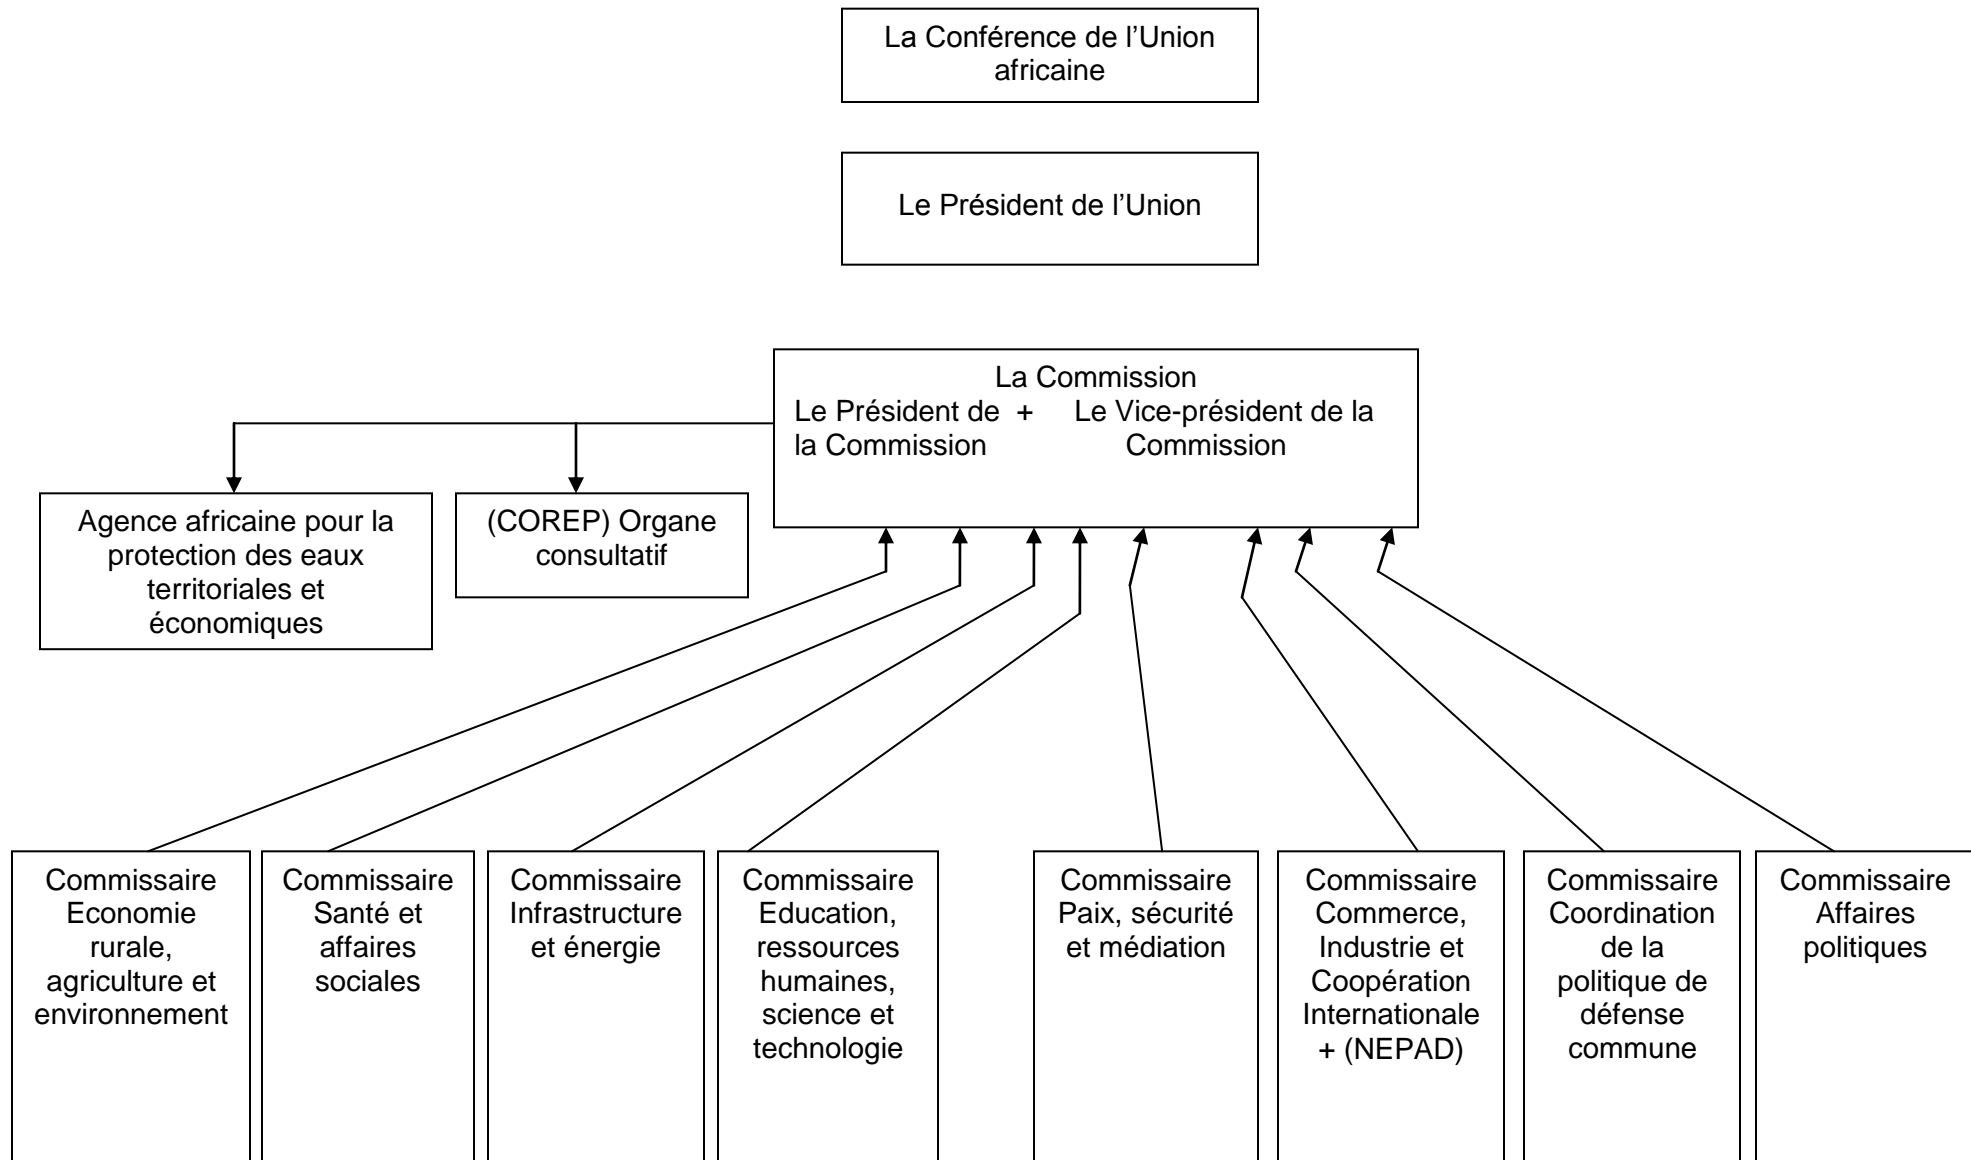 La Conférence de l’Union
africaine
Le Président de l’Union
La Commission
Le Président de + Le Vice-président de la
la Commission Commission
Agence africaine pour la
protection des eaux
territoriales et
économiques
(COREP) Organe
consultatif
Commissaire
Economie
rurale,
agriculture et
environnement
Commissaire
Santé et
affaires
sociales
Commissaire
Infrastructure
et énergie
Commissaire
Education,
ressources
humaines,
science et
technologie
Commissaire
Paix, sécurité
et médiation
Commissaire
Commerce,
Industrie et
Coopération
Internationale
+ (NEPAD)
Commissaire
Coordination
de la
politique de
défense
commune
Commissaire
Affaires
politiques